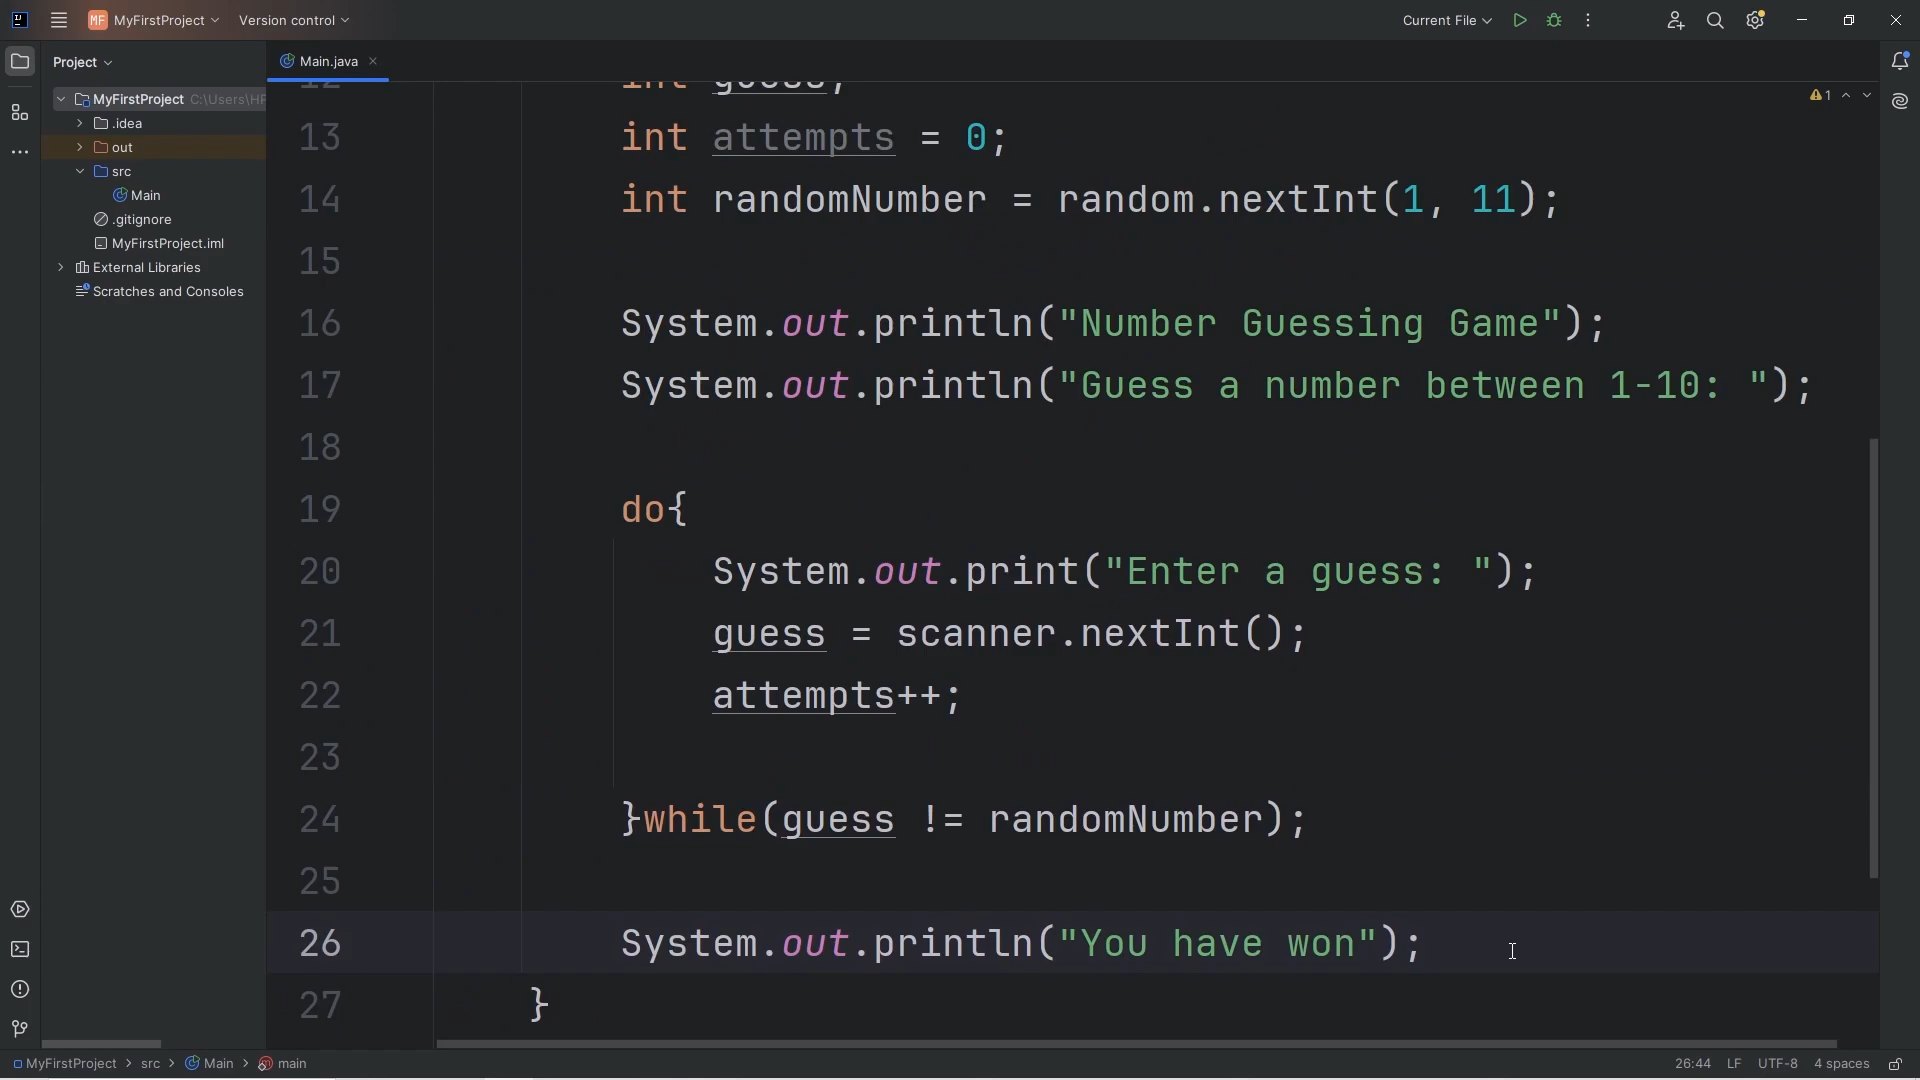 MF MyFirstProject Version control Current File
Project
Main.java
MyFirstProject C:\Users\HP
.idea
out
src
Main
.gitignore
MyFirstProject.iml
External Libraries
Scratches and Consoles
1
12 int guess;
13 int attempts = 0;
14 int randomNumber = random.nextInt(1, 11);
15
16 System.out.println("Number Guessing Game");
17 System.out.println("Guess a number between 1-10: ");
18
19 do{
20 System.out.print("Enter a guess: ");
21 guess = scanner.nextInt();
22 attempts++;
23
24 }while(guess != randomNumber);
25
26 System.out.println("You have won");
27 }
MyFirstProject > src > Main > main 26:44 LF UTF-8 4 spaces